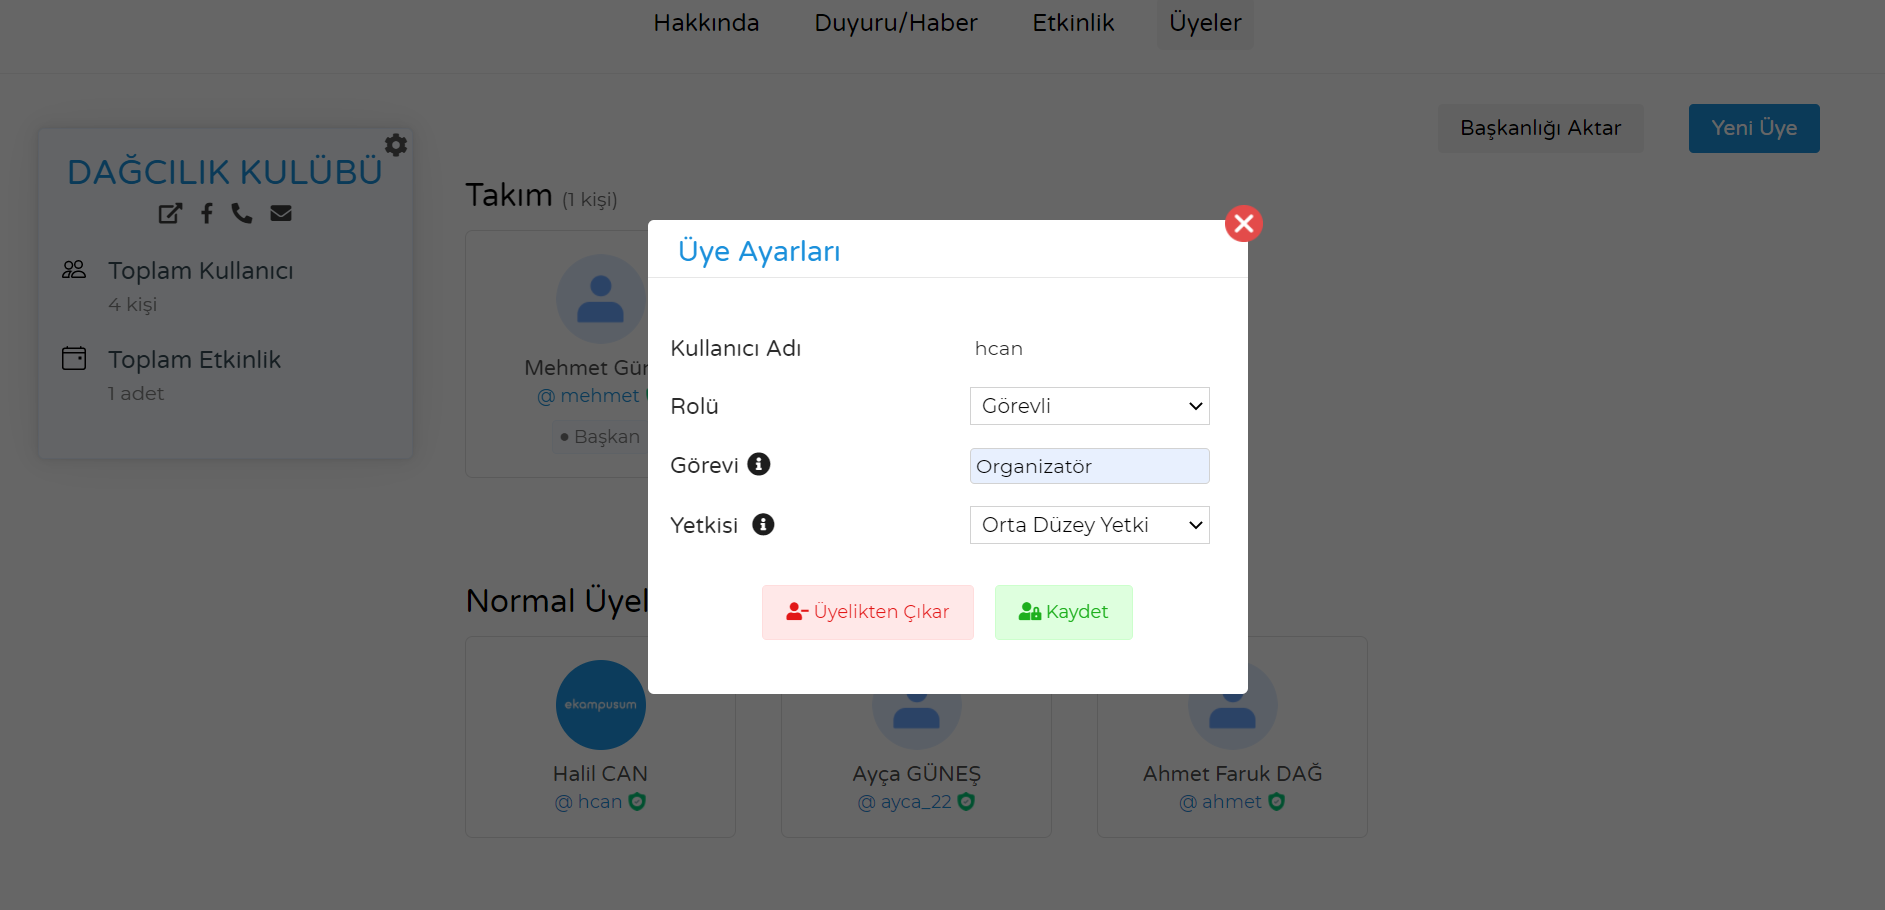 Hakkında
Duyuru/Haber
Etkinlik
Üyeler
Başkanlığı Aktar
Yeni Üye
DAĞCILIK KULÜBÜ
Toplam Kullanıcı
4 kişi
Toplam Etkinlik
1 adet
Takım (1 kişi)
Mehmet
@ mehmet
• Başkan
Üye Ayarları
Kullanıcı Adı
hcan
Rolü
Görevli
Görevi
Organizatör
Yetkisi
Orta Düzey Yetki
Üyelikten Çıkar
Kaydet
Normal
ekampusum
Halil CAN
@ hcan
Ayça GÜNEŞ
@ ayca_22
Ahmet Faruk DAĞ
@ ahmet